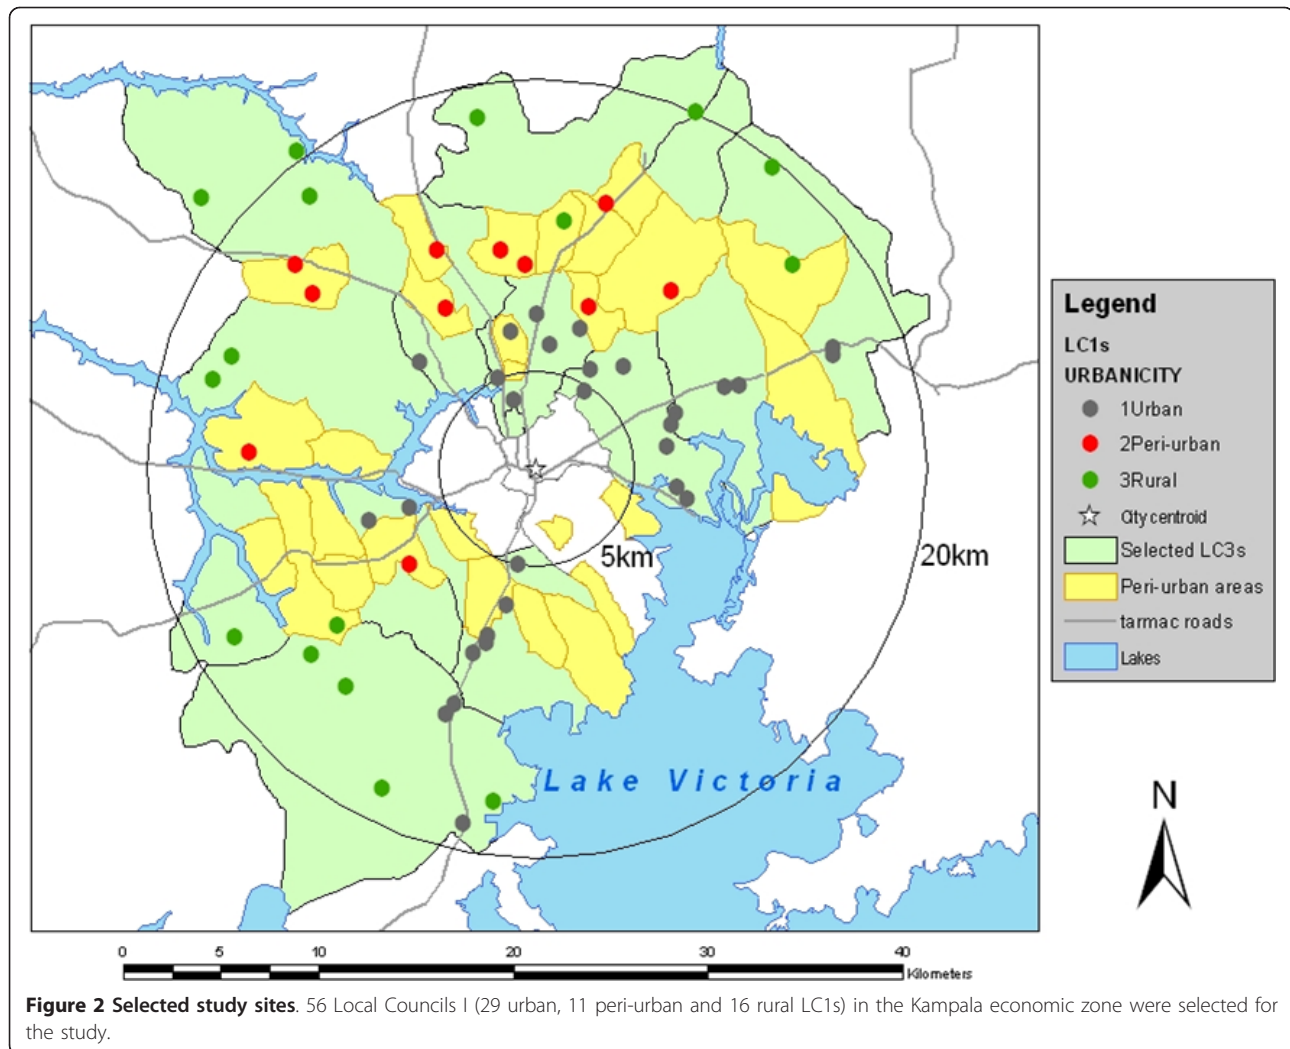 5km
20km
Lake Victoria
Legend
LC1s
URBANICITY
1Urban
2Peri-urban
3Rural
City centroid
Selected LC3s
Peri-urban areas
tarmac roads
Lakes
N
0 5 10 20 30 40
Kilometers
Figure 2 Selected study sites. 56 Local Councils I (29 urban, 11 peri-urban and 16 rural LC1s) in the Kampala economic zone were selected for
the study.